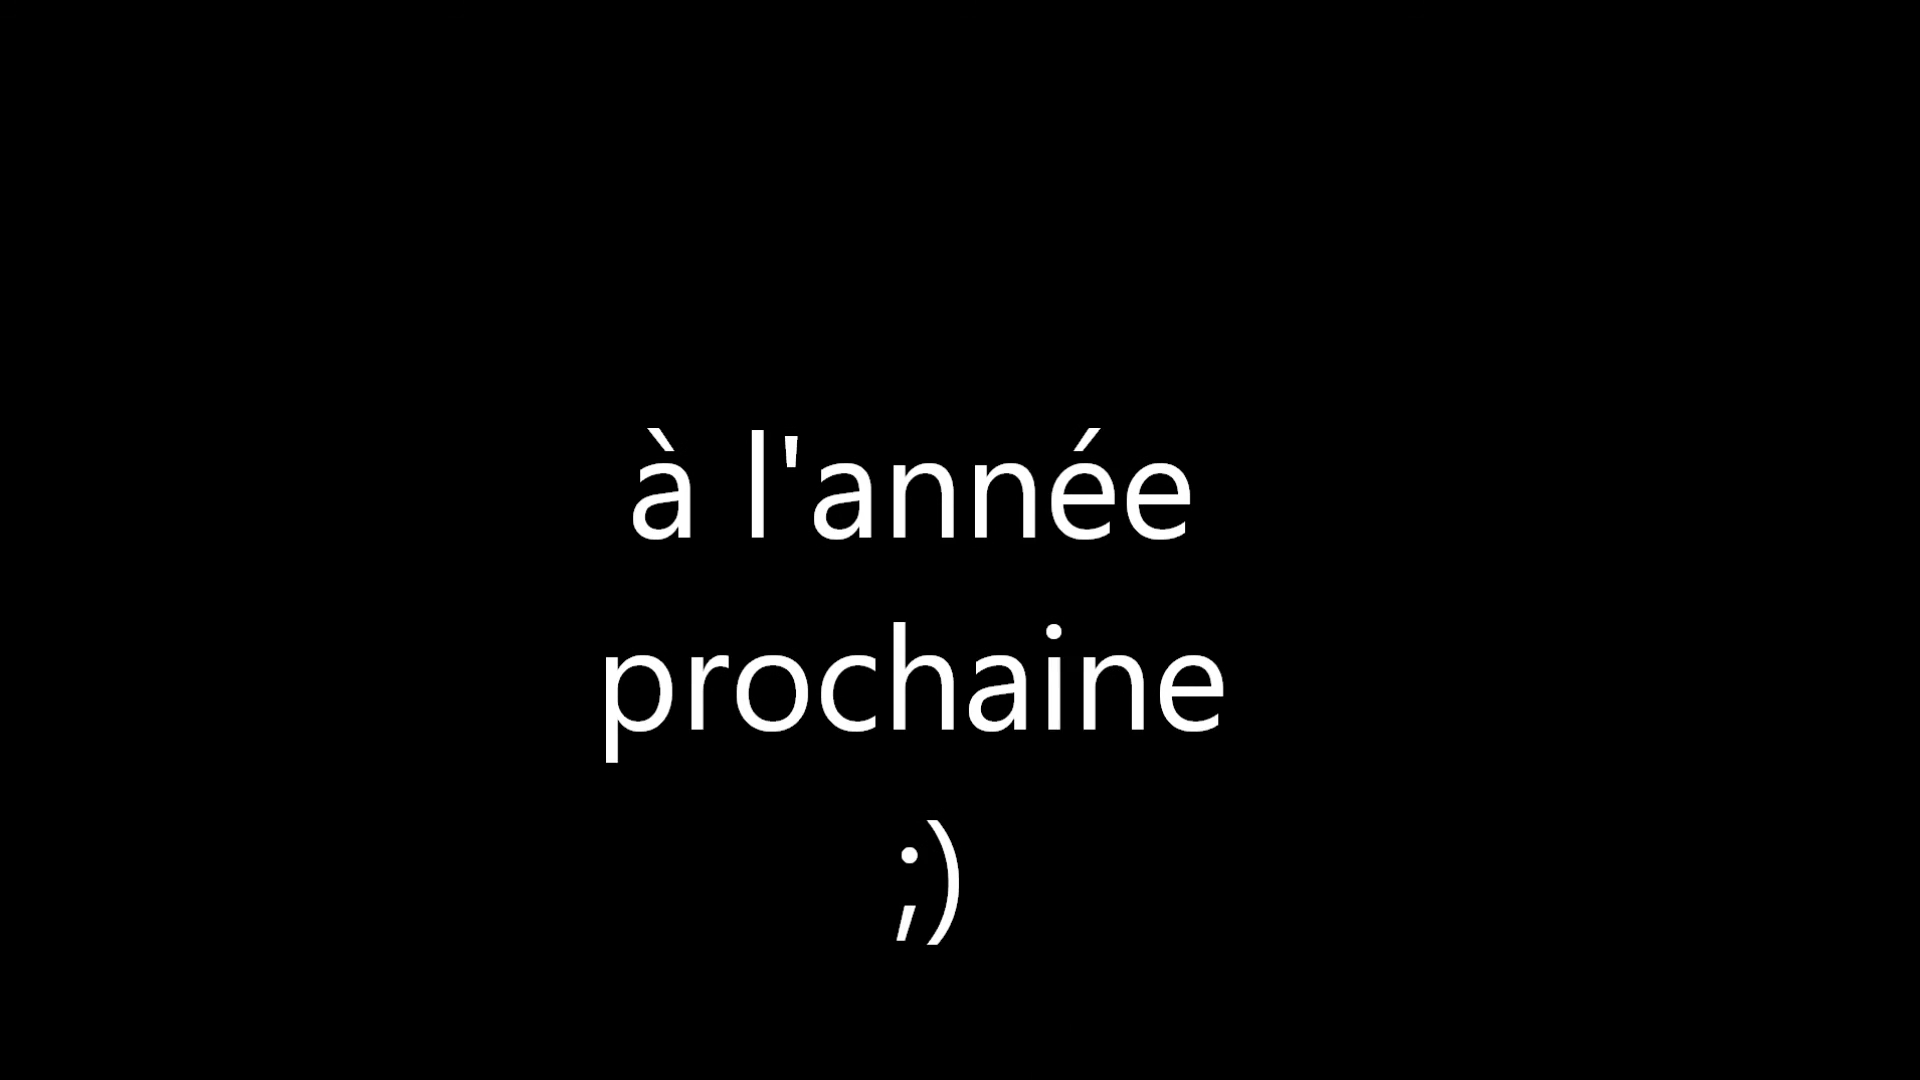 à l'année
prochaine
;)